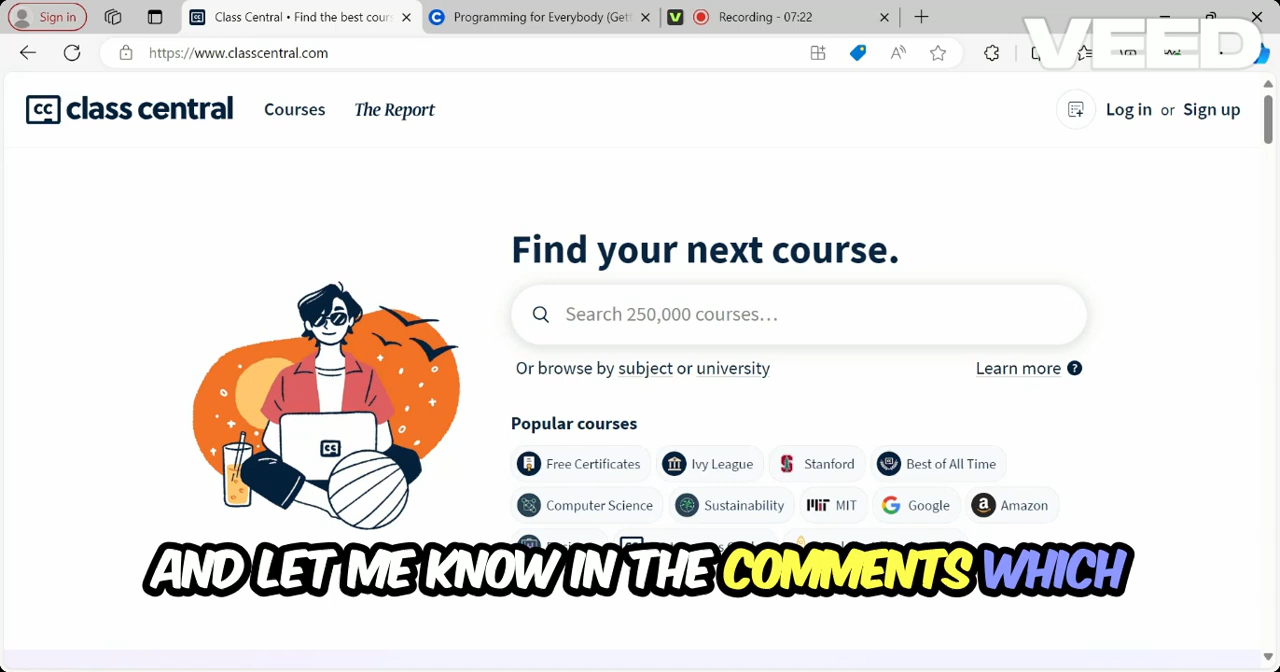 Sign in
Class Central • Find the best cour
Programming for Everybody (Gett
Recording - 07:22
https://www.classcentral.com
VEED
cc class central
Courses
The Report
Log in or Sign up
Find your next course.
Search 250,000 courses...
Or browse by subject or university
Learn more ?
Popular courses
Free Certificates
Ivy League
Stanford
Best of All Time
Computer Science
Sustainability
MIT
Google
Amazon
AND LET ME KNOW IN THE COMMENTS WHICH